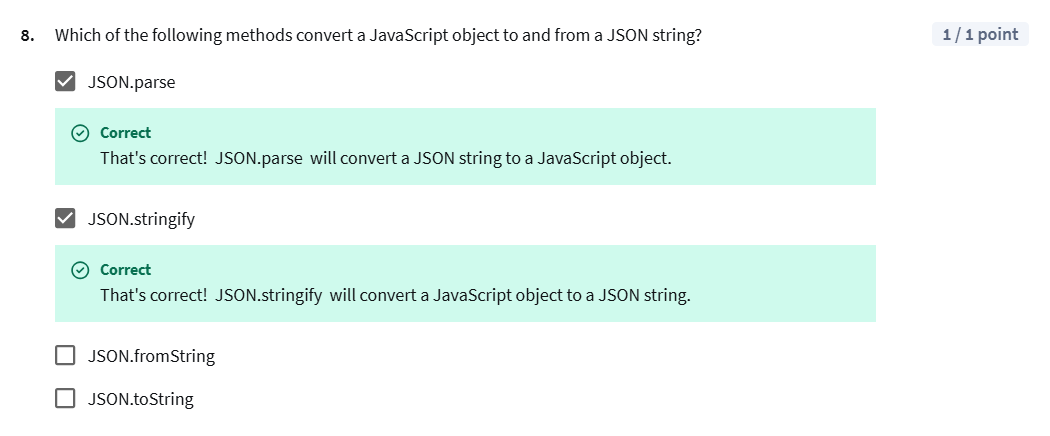 8. Which of the following methods convert a JavaScript object to and from a JSON string? 1 / 1 point
JSON.parse
Correct
That's correct! JSON.parse will convert a JSON string to a JavaScript object.
JSON.stringify
Correct
That's correct! JSON.stringify will convert a JavaScript object to a JSON string.
JSON.fromString
JSON.toString